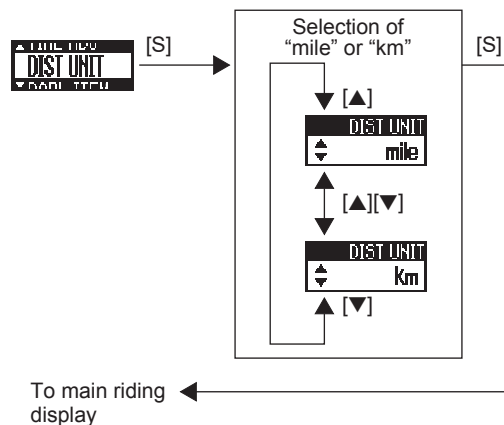 Selection of
“mile” or “km”
[S]
[S]
DIST UNIT
[▲]
DIST UNIT
mile
[▲][▼]
DIST UNIT
Km
[▼]
To main riding
display